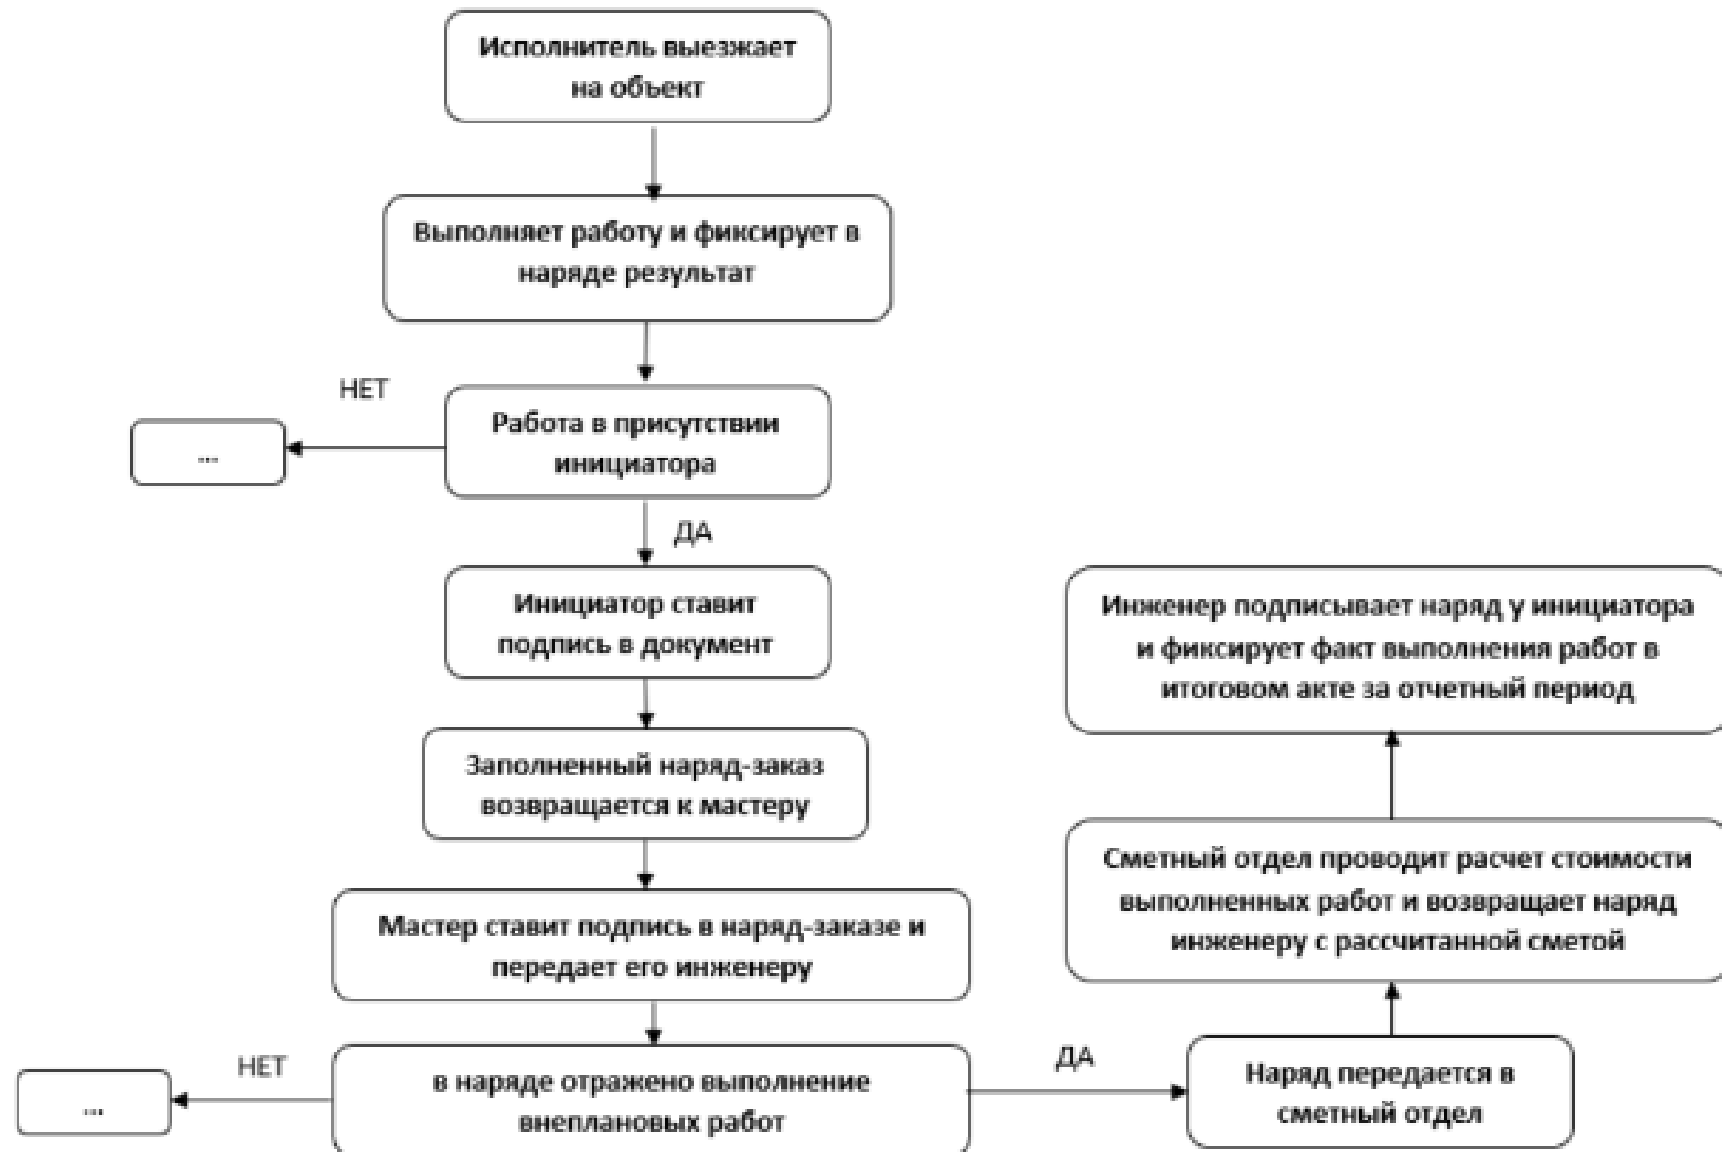 Исполнитель выезжает
на объект
Выполняет работу и фиксирует в
наряде результат
НЕТ
Работа в присутствии
инициатора
...
ДА
Инициатор ставит
подпись в документ
Заполненный наряд-заказ
возвращается к мастеру
Мастер ставит подпись в наряд-заказе и
передает его инженеру
НЕТ
в наряде отражено выполнение
внеплановых работ
...
ДА
Наряд передается в
сметный отдел
Сметный отдел проводит расчет стоимости
выполненных работ и возвращает наряд
инженеру с рассчитанной сметой
Инженер подписывает наряд у инициатора
и фиксирует факт выполнения работ в
итоговом акте за отчетный период